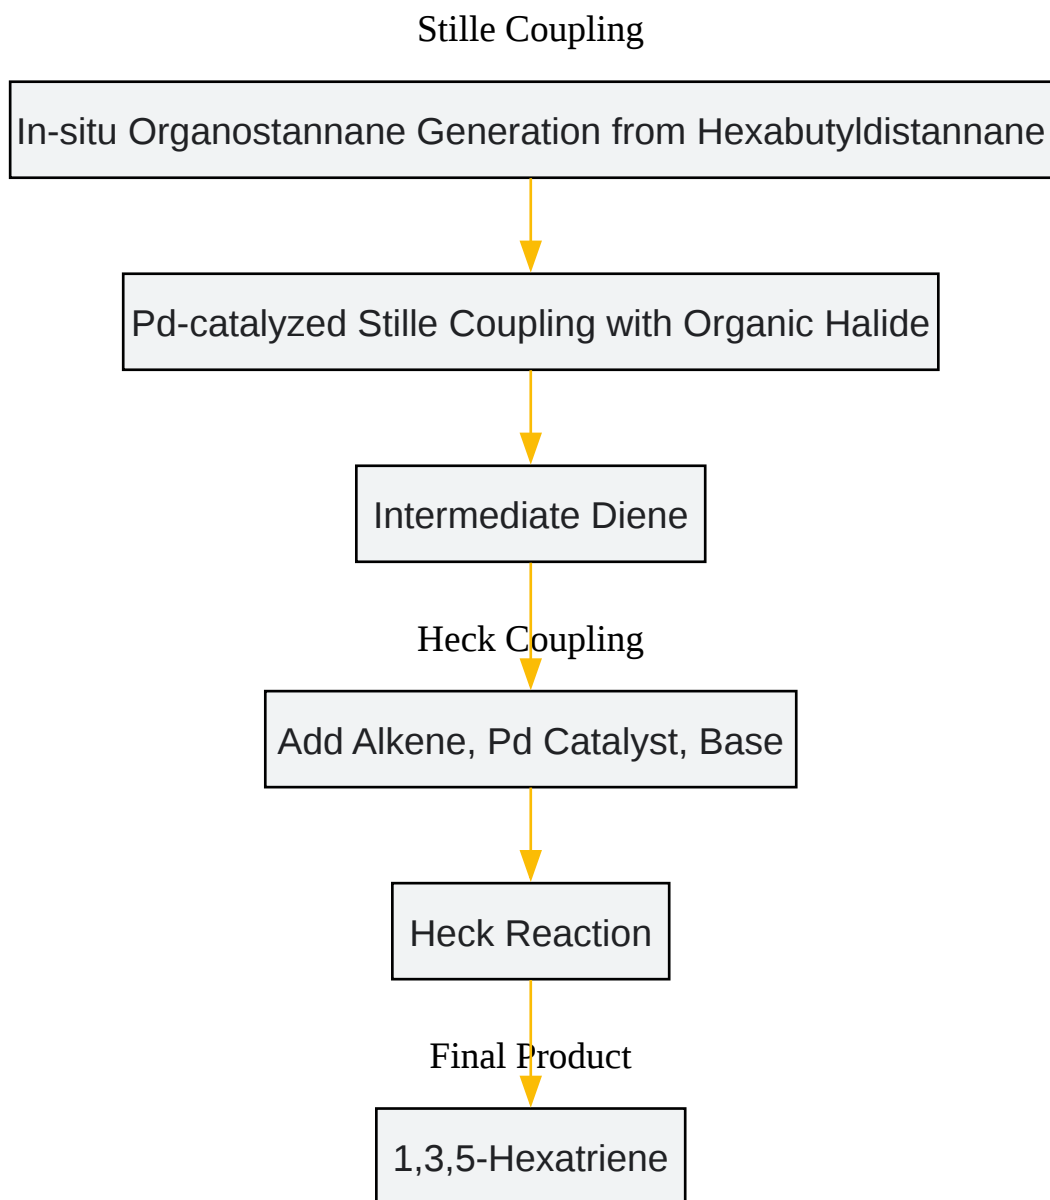 Stille Coupling
In-situ Organostannane Generation from Hexabutyldistannane
Pd-catalyzed Stille Coupling with Organic Halide
Intermediate Diene
Heck Coupling
Add Alkene, Pd Catalyst, Base
Heck Reaction
Final Product
1,3,5-Hexatriene